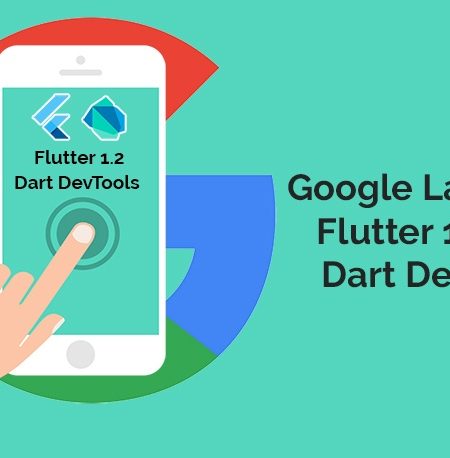 Flutter 1.2
Dart DevTools
Google La
Flutter 1
Dart De